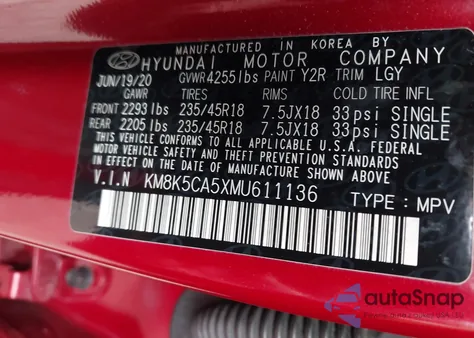 MANUFACTURED IN KOREA BY
HYUNDAI MOTOR COMPANY
JUN/19/20 GVWR 4255lbs PAINT Y2R TRIM LGY
GAWR TIRES RIMS COLD TIRE INFL
FRONT 2293 lbs 235/45R18 7.5JX18 33psi SINGLE
REAR 2205 lbs 235/45R18 7.5JX18 33psi SINGLE
THIS VEHICLE CONFORMS TO ALL APPLICABLE U.S.A. FEDERAL
MOTOR VEHICLE SAFETY, BUMPER AND THEFT PREVENTION STANDARDS
IN EFFECT ON THE DATE OF MANUFACTURE SHOWN ABOVE
V.I.N KM8K5CA5XMU611136 TYPE : MPV
autoSnap